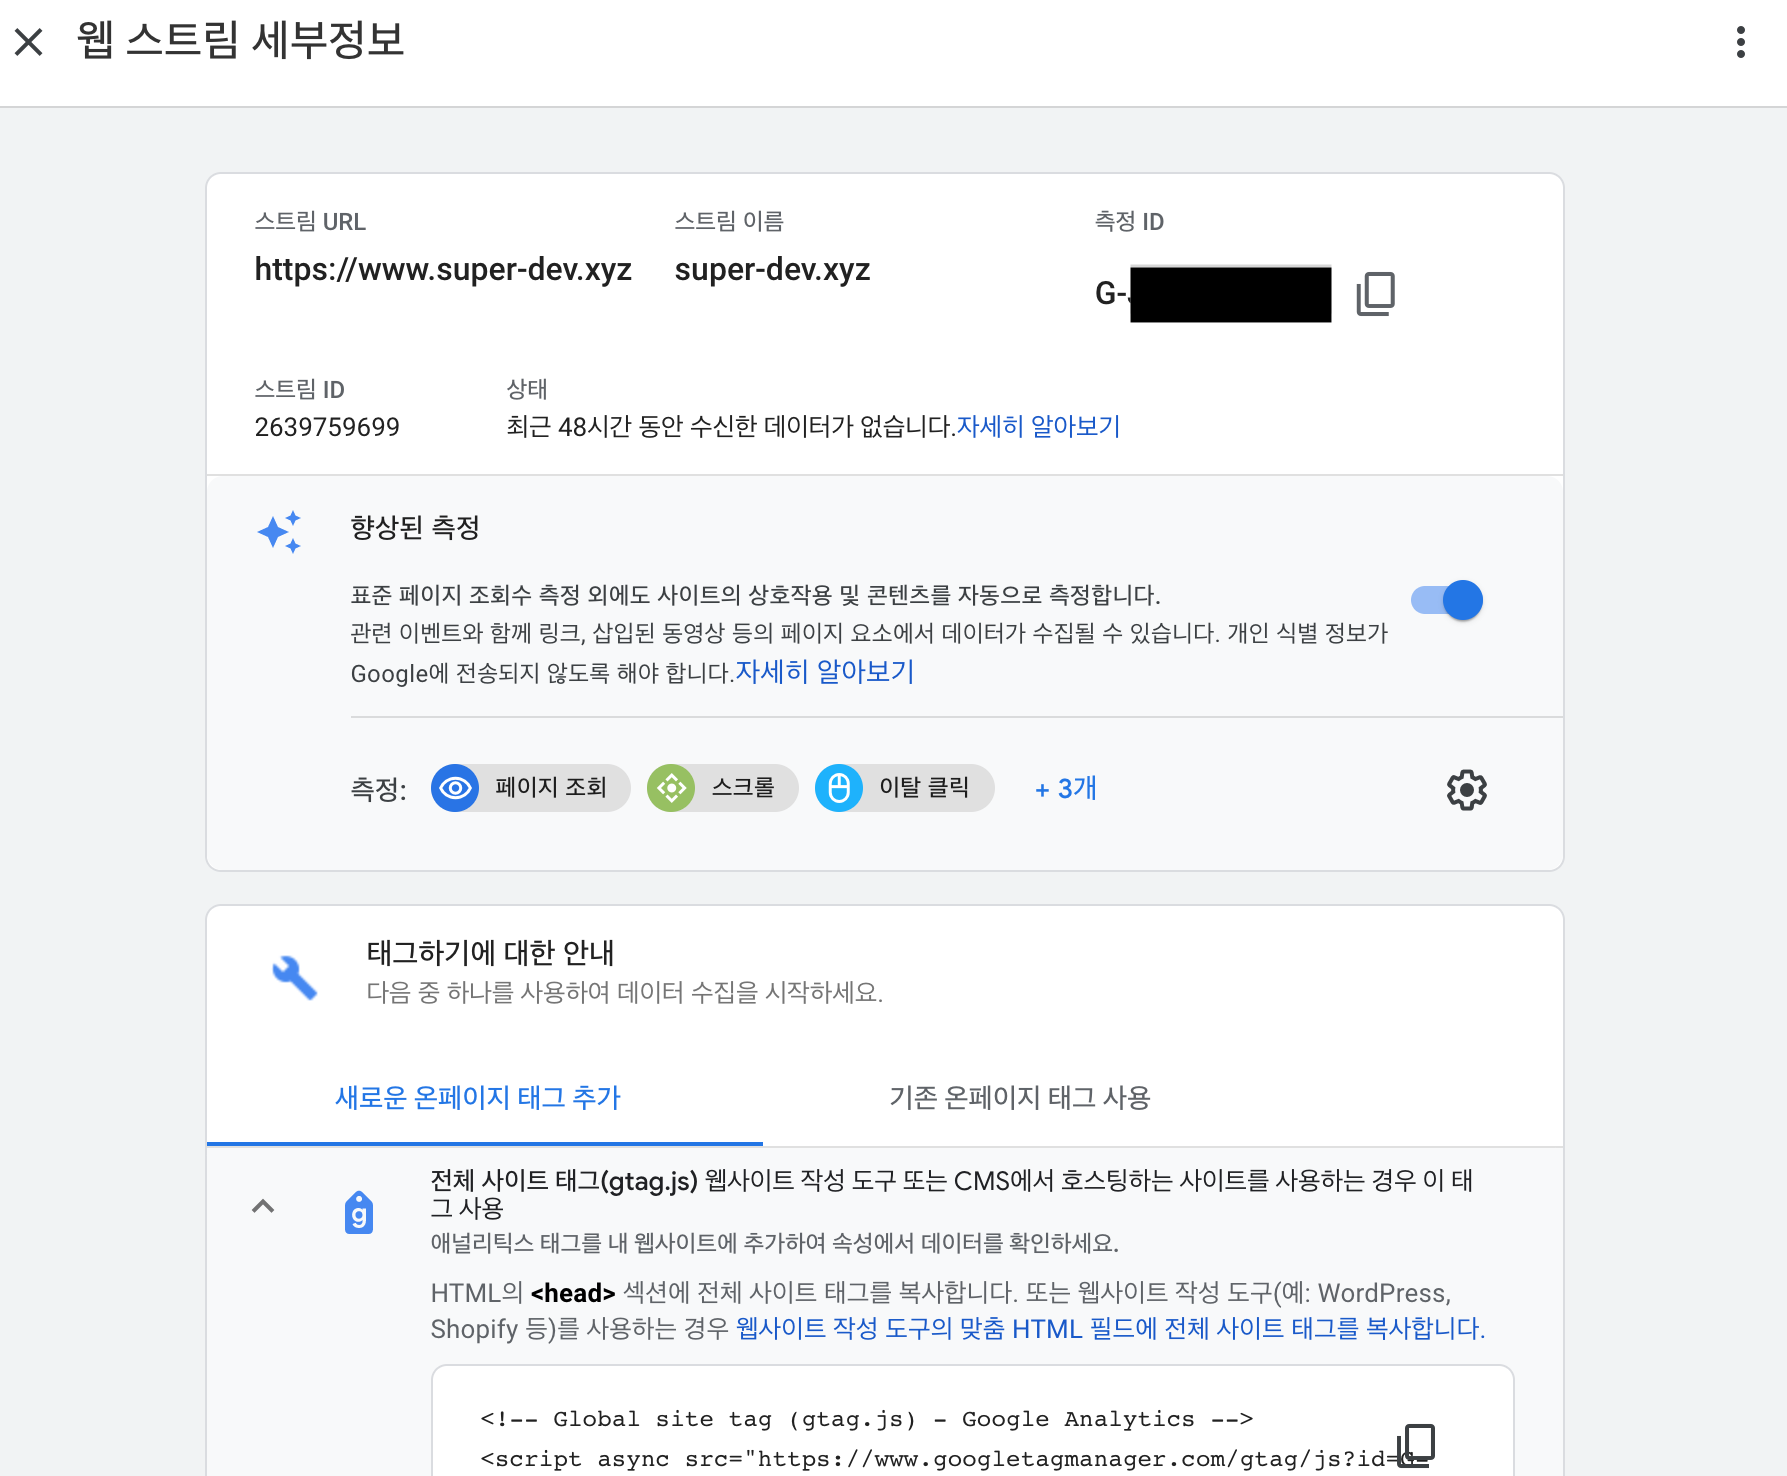 웹 스트림 세부정보
스트림 URL
스트림 이름
측정 ID
https://www.super-dev.xyz
super-dev.xyz
G-
스트림 ID
상태
2639759699
최근 48시간 동안 수신한 데이터가 없습니다.자세히 알아보기
향상된 측정
표준 페이지 조회수 측정 외에도 사이트의 상호작용 및 콘텐츠를 자동으로 측정합니다.
관련 이벤트와 함께 링크, 삽입된 동영상 등의 페이지 요소에서 데이터가 수집될 수 있습니다. 개인 식별 정보가
Google에 전송되지 않도록 해야 합니다.자세히 알아보기
측정:
페이지 조회
스크롤
이탈 클릭
+ 3개
태그하기에 대한 안내
다음 중 하나를 사용하여 데이터 수집을 시작하세요.
새로운 온페이지 태그 추가
기존 온페이지 태그 사용
g
전체 사이트 태그(gtag.js) 웹사이트 작성 도구 또는 CMS에서 호스팅하는 사이트를 사용하는 경우 이 태
그 사용
애널리틱스 태그를 내 웹사이트에 추가하여 속성에서 데이터를 확인하세요.
HTML의 <head> 섹션에 전체 사이트 태그를 복사합니다. 또는 웹사이트 작성 도구(예: WordPress,
Shopify 등)를 사용하는 경우 웹사이트 작성 도구의 맞춤 HTML 필드에 전체 사이트 태그를 복사합니다.
<!-- Global site tag (gtag.js) - Google Analytics -->
<script async src="https://www.googletagmanager.com/gtag/js?id=G-